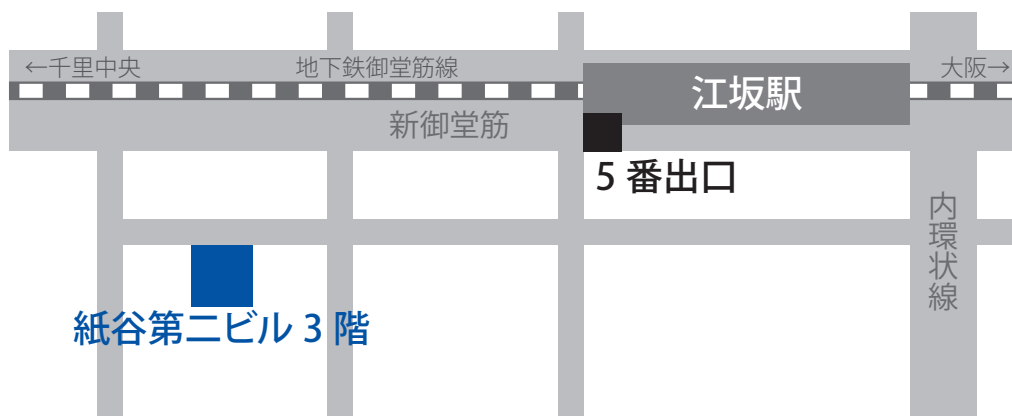 ←千里中央
地下鉄御堂筋線
大阪→
江坂駅
新御堂筋
5 番出口
内環状線
紙谷第二ビル 3 階